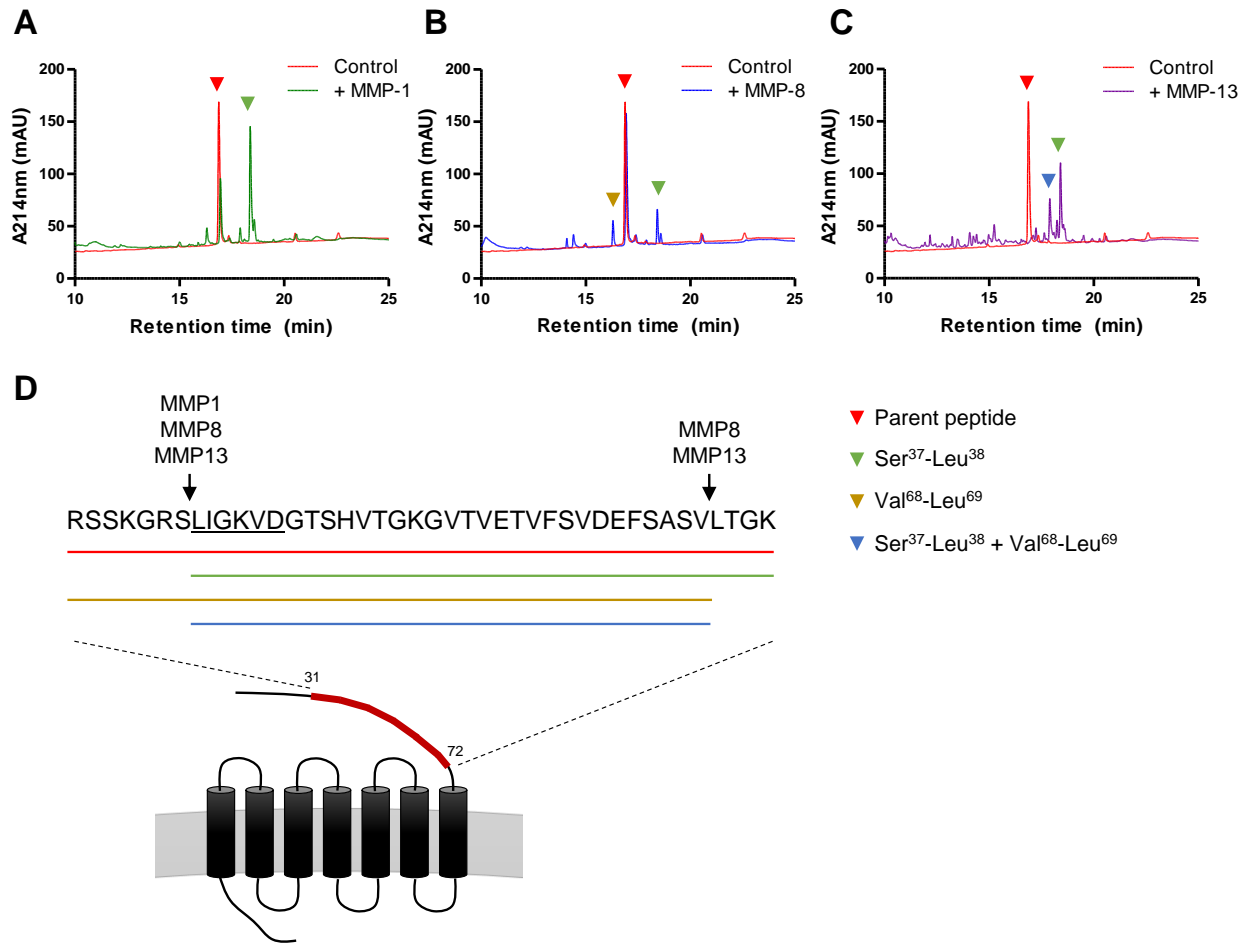 A
200
150
100
50
0
A214nm (mAU)
10
15
20
25
Retention time (min)
Control
+ MMP-1
B
200
150
100
50
0
A214nm (mAU)
10
15
20
25
Retention time (min)
Control
+ MMP-8
C
200
150
100
50
0
A214nm (mAU)
10
15
20
25
Retention time (min)
Control
+ MMP-13
D
MMP1
MMP8
MMP13
MMP8
MMP13
RSSKGRSLIGKVDGTSHVTGKGVTVETVFSVDEFSASVLTGK
Parent peptide
Ser³⁷-Leu³⁸
Val⁶⁸-Leu⁶⁹
Ser³⁷-Leu³⁸ + Val⁶⁸-Leu⁶⁹
31
72